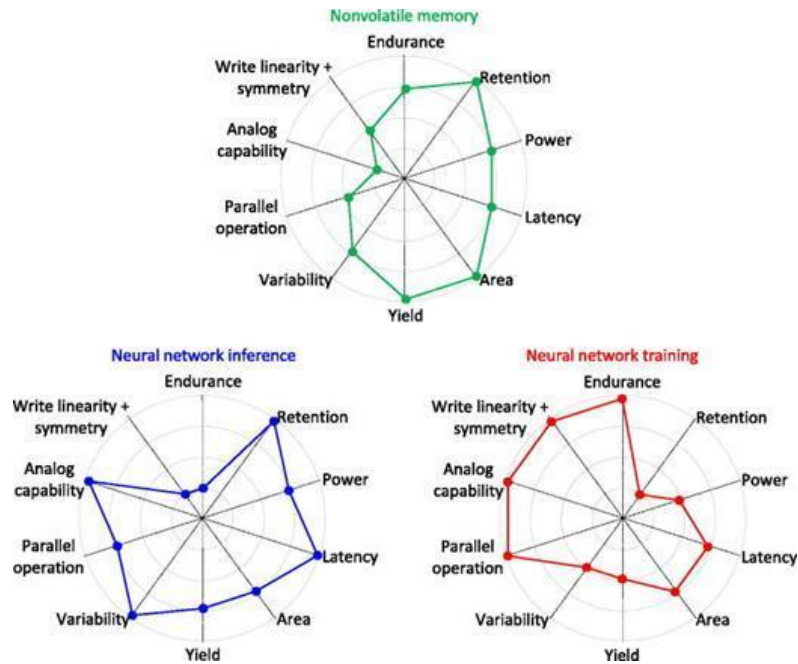 Nonvolatile memory
Endurance
Write linearity +
symmetry
Retention
Analog
capability
Power
Parallel
operation
Latency
Variability
Area
Yield
Neural network inference
Endurance
Write linearity +
symmetry
Retention
Analog
capability
Power
Parallel
operation
Latency
Variability
Area
Yield
Neural network training
Endurance
Write linearity +
symmetry
Retention
Analog
capability
Power
Parallel
operation
Latency
Variability
Area
Yield